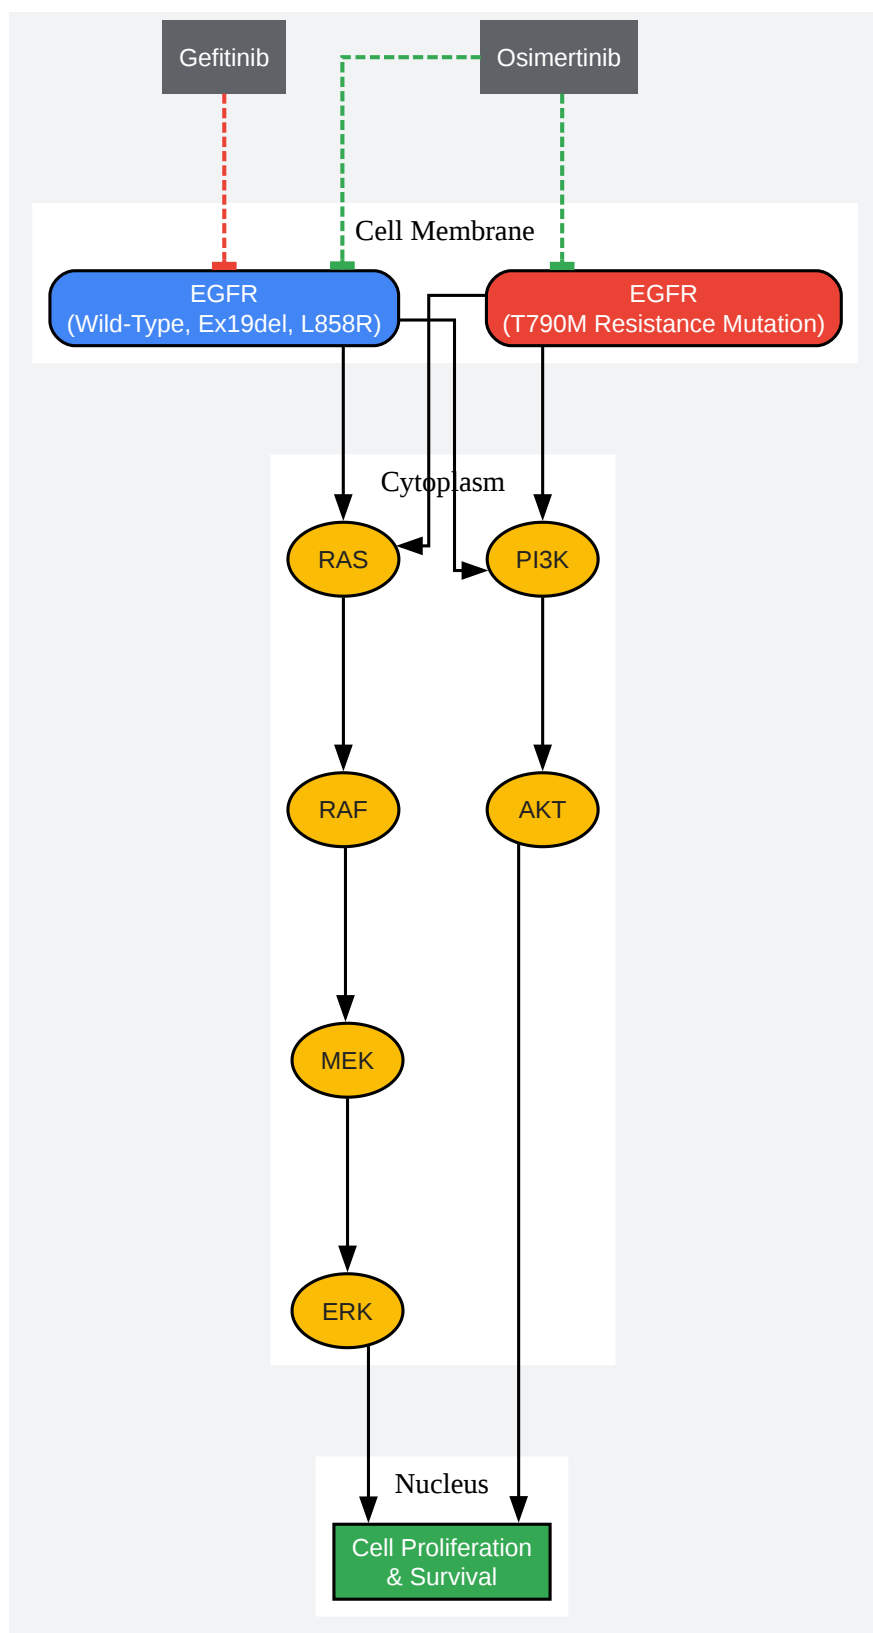 Gefitinib
Osimertinib
Cell Membrane
EGFR
(Wild-Type, Ex19del, L858R)
EGFR
(T790M Resistance Mutation)
Cytoplasm
RAS
PI3K
RAF
AKT
MEK
ERK
Nucleus
Cell Proliferation
& Survival